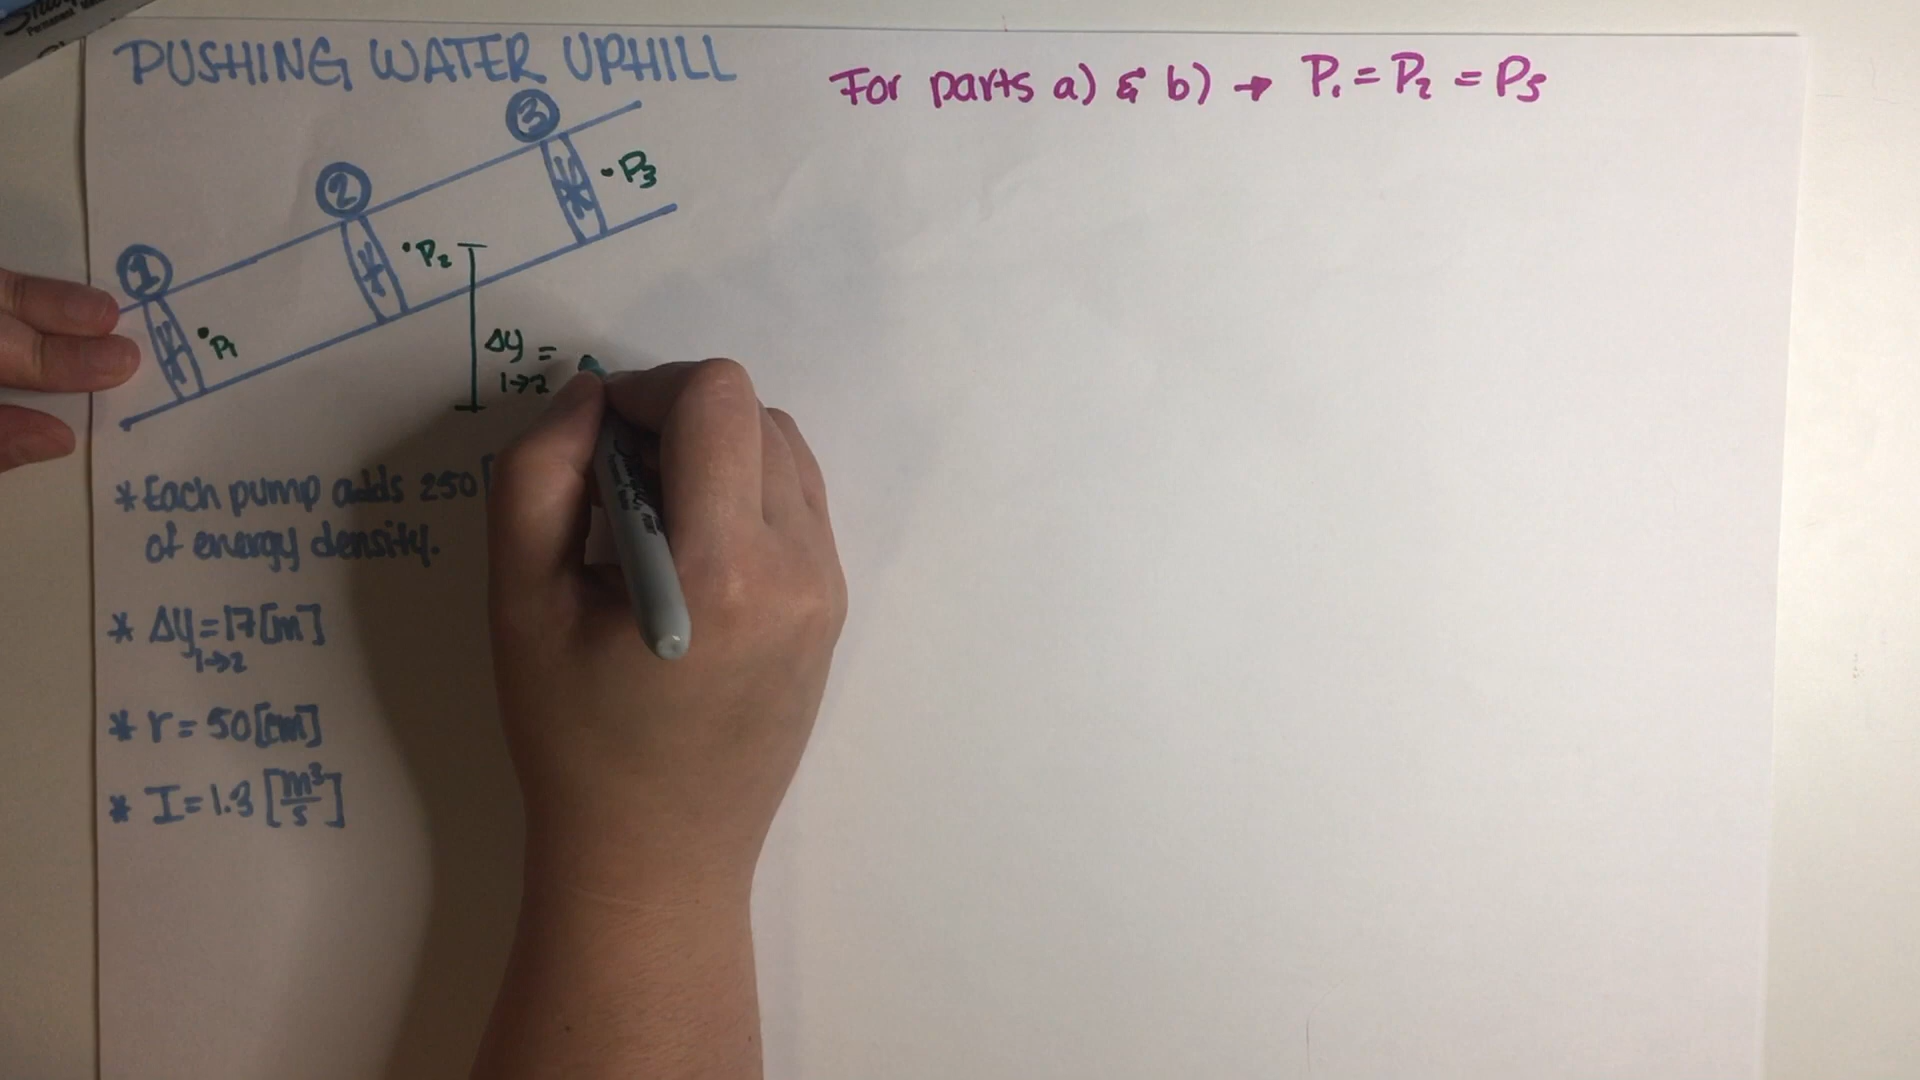 PUSHING WATER UPHILL
For parts a) & b) → P₁ = P₂ = P₃
3
P₃
2
P₂
1
P₁
Δy =
1→2
* Each pump adds 250 [
of energy density.
* Δy = 17 [m]
1→2
* r = 50 [cm]
* I = 1.3 [m³/s]